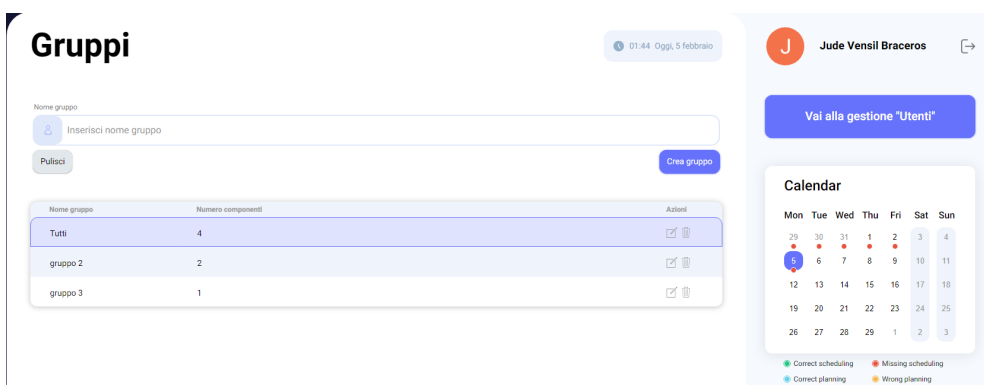 Gruppi
01:44 Oggi, 5 febbraio
Nome gruppo
Inserisci nome gruppo
Pulisci
Crea gruppo
Nome gruppo Numero componenti Azioni
Tutti 4
gruppo 2 2
gruppo 3 1
J
Jude Vensil Braceros
Vai alla gestione "Utenti"
Calendar
Mon Tue Wed Thu Fri Sat Sun
29 30 31 1 2 3 4
5 6 7 8 9 10 11
12 13 14 15 16 17 18
19 20 21 22 23 24 25
26 27 28 29 1 2 3
Correct scheduling Missing scheduling
Correct planning Wrong planning